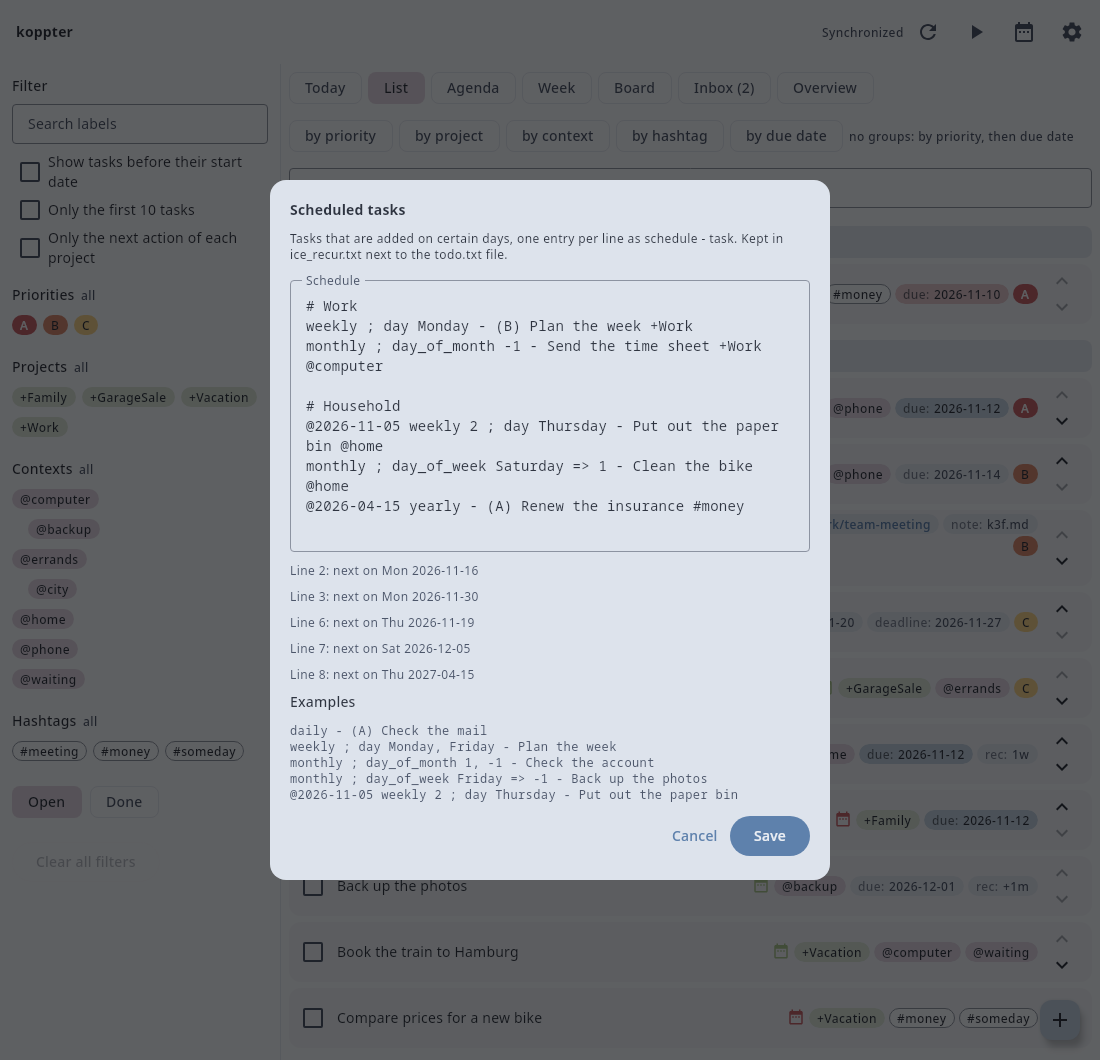 koppter
Synchronized
Filter
Search labels
Show tasks before their start
date
Only the first 10 tasks
Only the next action of each
project
Priorities all
A B C
Projects all
+Family +GarageSale +Vacation
+Work
Contexts all
@computer
@backup
@errands
@city
@home
@phone
@waiting
Hashtags all
#meeting #money #someday
Open Done
Clear all filters
Today List Agenda Week Board Inbox (2) Overview
by priority by project by context by hashtag by due date no groups: by priority, then due date
Scheduled tasks
Tasks that are added on certain days, one entry per line as schedule - task. Kept in
ice_recur.txt next to the todo.txt file.
Schedule
# Work
weekly ; day Monday - (B) Plan the week +Work
monthly ; day_of_month -1 - Send the time sheet +Work
@computer
# Household
@2026-11-05 weekly 2 ; day Thursday - Put out the paper
bin @home
monthly ; day_of_week Saturday => 1 - Clean the bike
@home
@2026-04-15 yearly - (A) Renew the insurance #money
Line 2: next on Mon 2026-11-16
Line 3: next on Mon 2026-11-30
Line 6: next on Thu 2026-11-19
Line 7: next on Sat 2026-12-05
Line 8: next on Thu 2027-04-15
Examples
daily - (A) Check the mail
weekly ; day Monday, Friday - Plan the week
monthly ; day_of_month 1, -1 - Check the account
monthly ; day_of_week Friday => -1 - Back up the photos
@2026-11-05 weekly 2 ; day Thursday - Put out the paper bin
Cancel Save
#money due: 2026-11-10 A
@phone due: 2026-11-12 A
@phone due: 2026-11-14 B
/team-meeting note: k3f.md
B
-20 deadline: 2026-11-27 C
+GarageSale @errands C
due: 2026-11-12 rec: 1w
+Family due: 2026-11-12
Back up the photos @backup due: 2026-12-01 rec: +1m
Book the train to Hamburg +Vacation @computer @waiting
Compare prices for a new bike +Vacation #money #someday